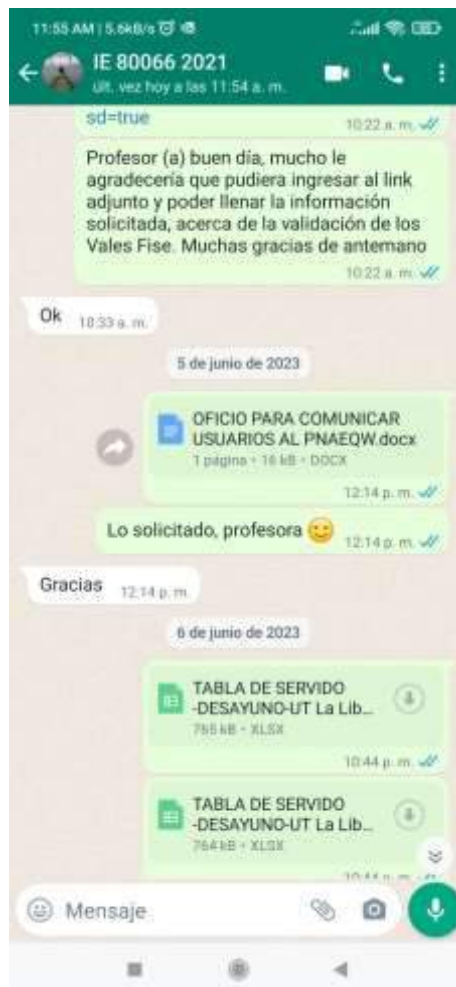 11:55 AM | 5.6kB/s
IE 80066 2021
últ. vez hoy a las 11:54 a. m.
sd=true
10:22 a. m.
Profesor (a) buen día, mucho le
agradecería que pudiera ingresar al link
adjunto y poder llenar la información
solicitada, acerca de la validación de los
Vales Fise. Muchas gracias de antemano
10:22 a. m.
Ok
10:33 a. m.
5 de junio de 2023
OFICIO PARA COMUNICAR
USUARIOS AL PNAEQW.docx
1 página • 16 kB • DOCX
12:14 p. m.
Lo solicitado, profesora
12:14 p. m.
Gracias
12:14 p. m.
6 de junio de 2023
TABLA DE SERVIDO
-DESAYUNO-UT La Lib...
765 kB • XLSX
10:44 p. m.
TABLA DE SERVIDO
-DESAYUNO-UT La Lib...
764 kB • XLSX
10:44 p. m.
Mensaje